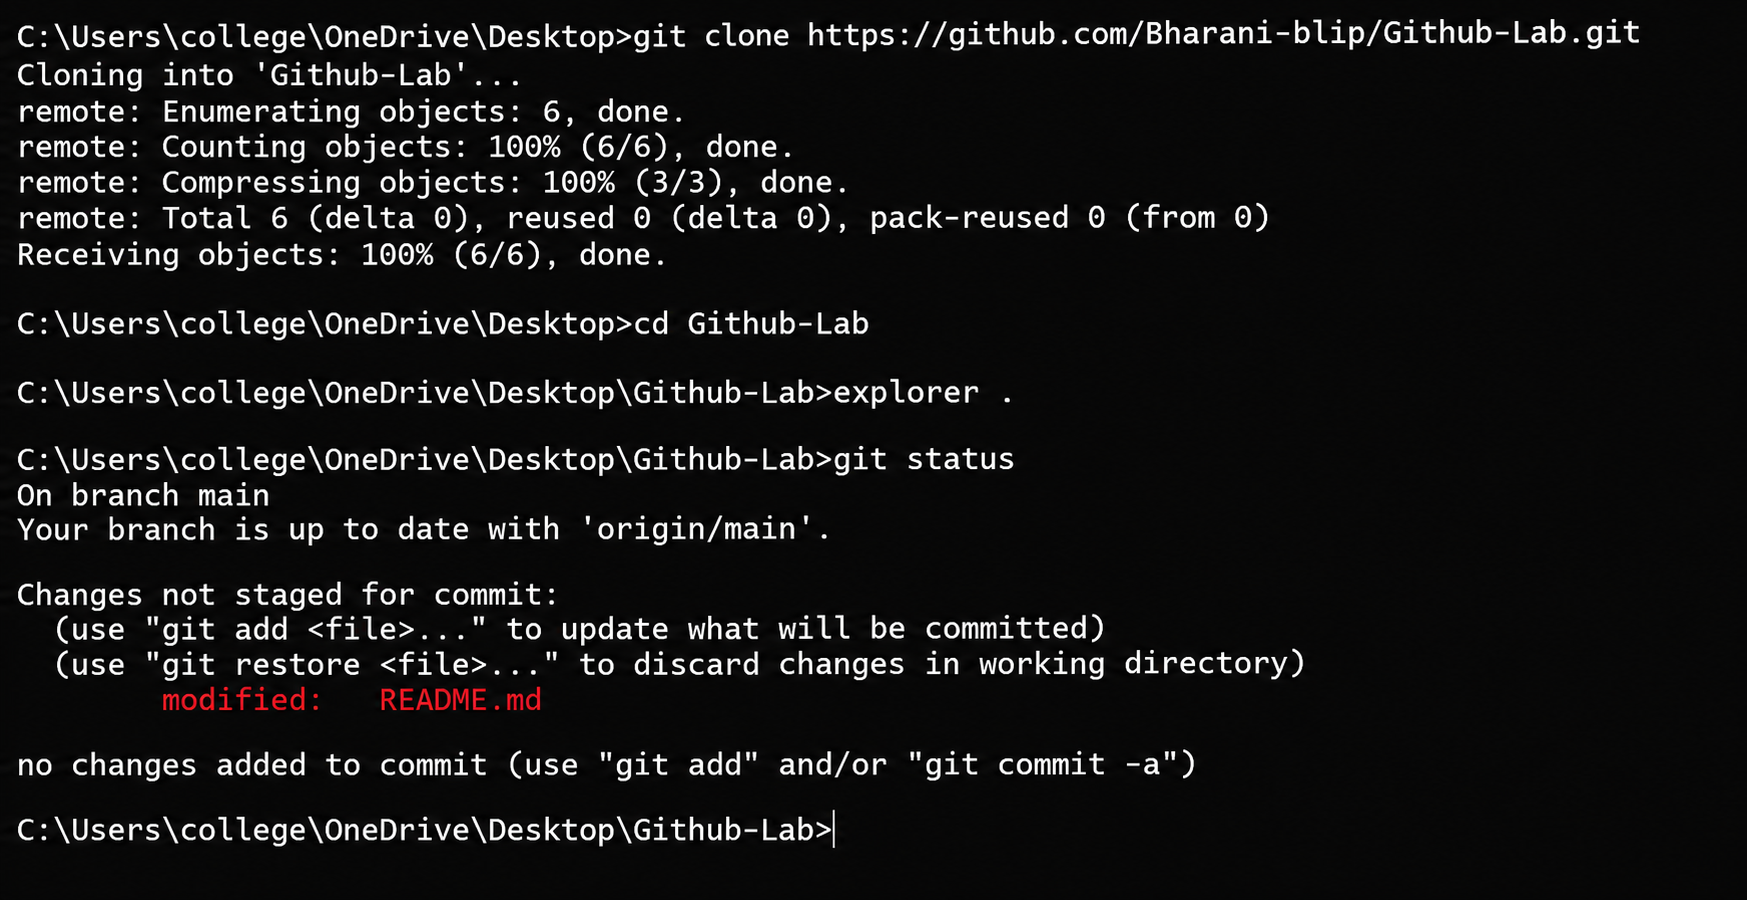 C:\Users\college\OneDrive\Desktop>git clone https://github.com/Bharani-blip/Github-Lab.git
Cloning into 'Github-Lab'...
remote: Enumerating objects: 6, done.
remote: Counting objects: 100% (6/6), done.
remote: Compressing objects: 100% (3/3), done.
remote: Total 6 (delta 0), reused 0 (delta 0), pack-reused 0 (from 0)
Receiving objects: 100% (6/6), done.
C:\Users\college\OneDrive\Desktop>cd Github-Lab
C:\Users\college\OneDrive\Desktop\Github-Lab>explorer .
C:\Users\college\OneDrive\Desktop\Github-Lab>git status
On branch main
Your branch is up to date with 'origin/main'.
Changes not staged for commit:
  (use "git add <file>..." to update what will be committed)
  (use "git restore <file>..." to discard changes in working directory)
        modified:   README.md
no changes added to commit (use "git add" and/or "git commit -a")
C:\Users\college\OneDrive\Desktop\Github-Lab>